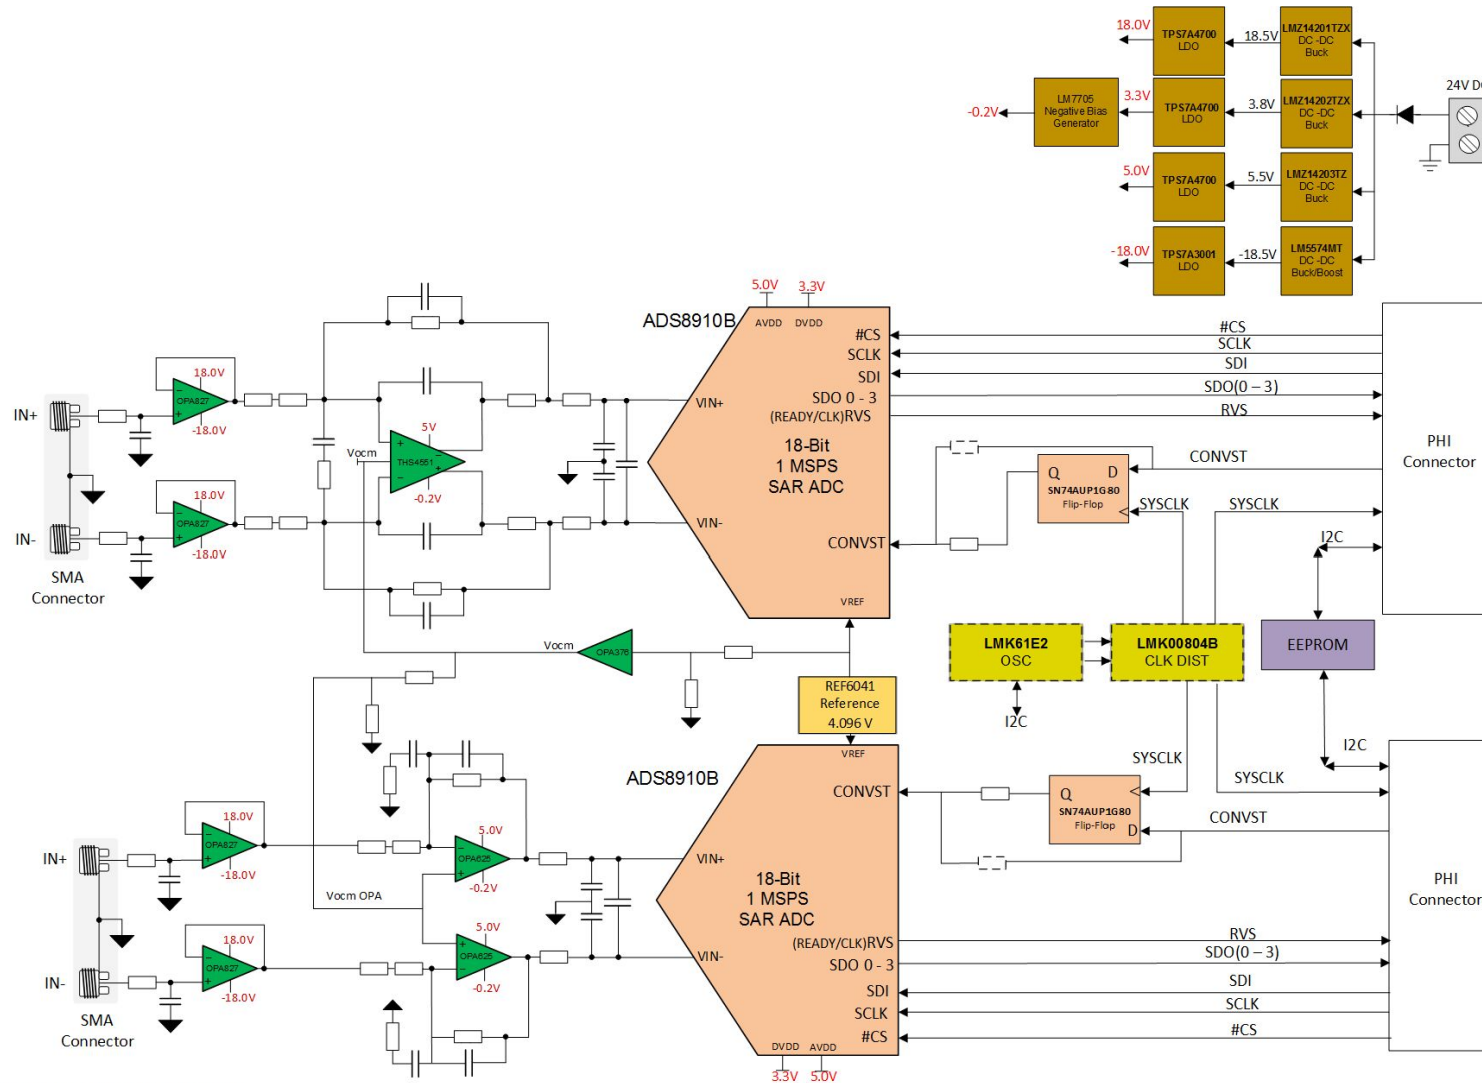 18.0V
TPS7A4700
LDO
18.5V
LMZ14201TZX
DC -DC
Buck
24V D
-0.2V
LM7705
Negative Bias
Generator
3.3V
TPS7A4700
LDO
3.8V
LMZ14202TZX
DC -DC
Buck
5.0V
TPS7A4700
LDO
5.5V
LMZ14203TZ
DC -DC
Buck
-18.0V
TPS7A3001
LDO
-18.5V
LM5574MT
DC -DC
Buck/Boost
5.0V
3.3V
ADS8910B
AVDD
DVDD
#CS
SCLK
SDI
SDO 0 - 3
(READY/CLK)RVS
#CS
SCLK
SDI
SDO(0 – 3)
RVS
IN+
18.0V
OPA827
-18.0V
VIN+
18-Bit
1 MSPS
SAR ADC
PHI
Connector
Vocm
5V
THS4551
-0.2V
CONVST
Q
D
SN74AUP1G80
Flip-Flop
SYSCLK
SYSCLK
IN-
18.0V
OPA827
-18.0V
VIN-
CONVST
I2C
SMA
Connector
VREF
Vocm
OPA376
LMK61E2
OSC
LMK00804B
CLK DIST
EEPROM
REF6041
Reference
4.096 V
I2C
I2C
VREF
ADS8910B
CONVST
SYSCLK
SYSCLK
Q
SN74AUP1G80
Flip-Flop
D
CONVST
IN+
18.0V
OPA827
-18.0V
5.0V
OPA625
-0.2V
VIN+
Vocm OPA
18-Bit
1 MSPS
SAR ADC
PHI
Connector
IN-
18.0V
OPA827
-18.0V
5.0V
OPA625
-0.2V
VIN-
(READY/CLK)RVS
SDO 0 - 3
SDI
SCLK
#CS
RVS
SDO(0 – 3)
SDI
SCLK
#CS
SMA
Connector
DVDD
AVDD
3.3V
5.0V